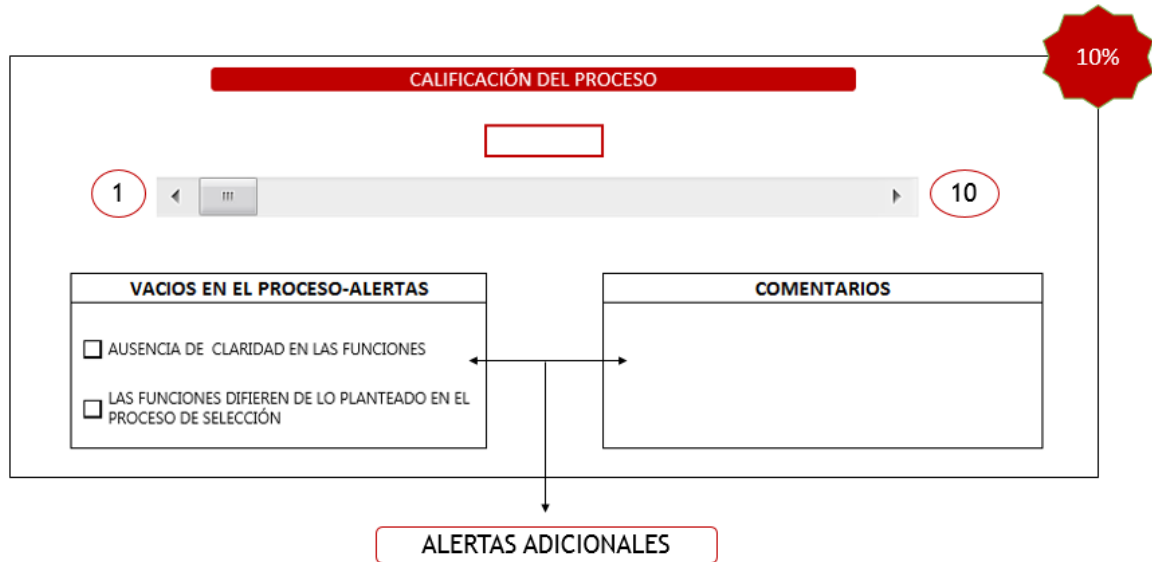 10%
CALIFICACIÓN DEL PROCESO
1
10
VACIOS EN EL PROCESO-ALERTAS
AUSENCIA DE CLARIDAD EN LAS FUNCIONES
LAS FUNCIONES DIFIEREN DE LO PLANTEADO EN EL
PROCESO DE SELECCIÓN
COMENTARIOS
ALERTAS ADICIONALES